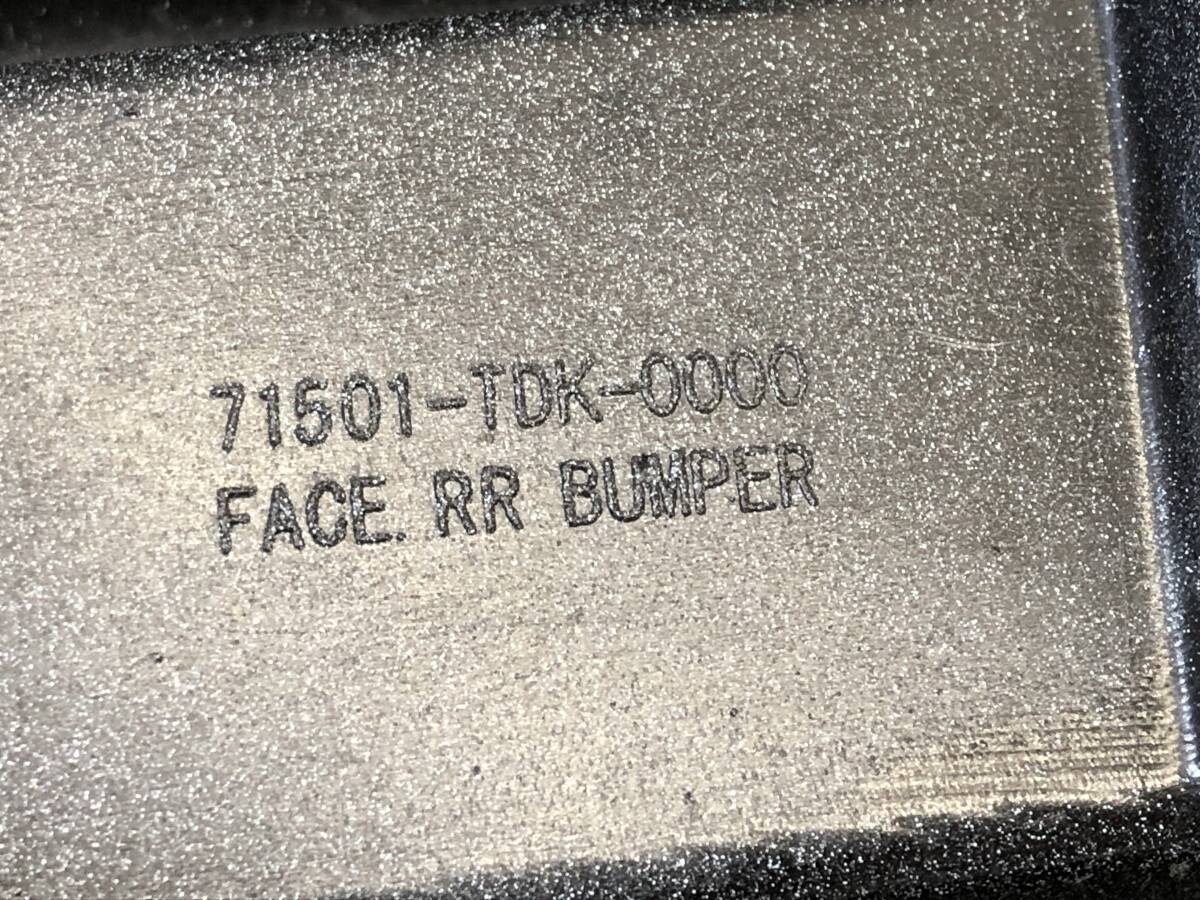 71501-TDK-0000
FACE. RR BUMPER